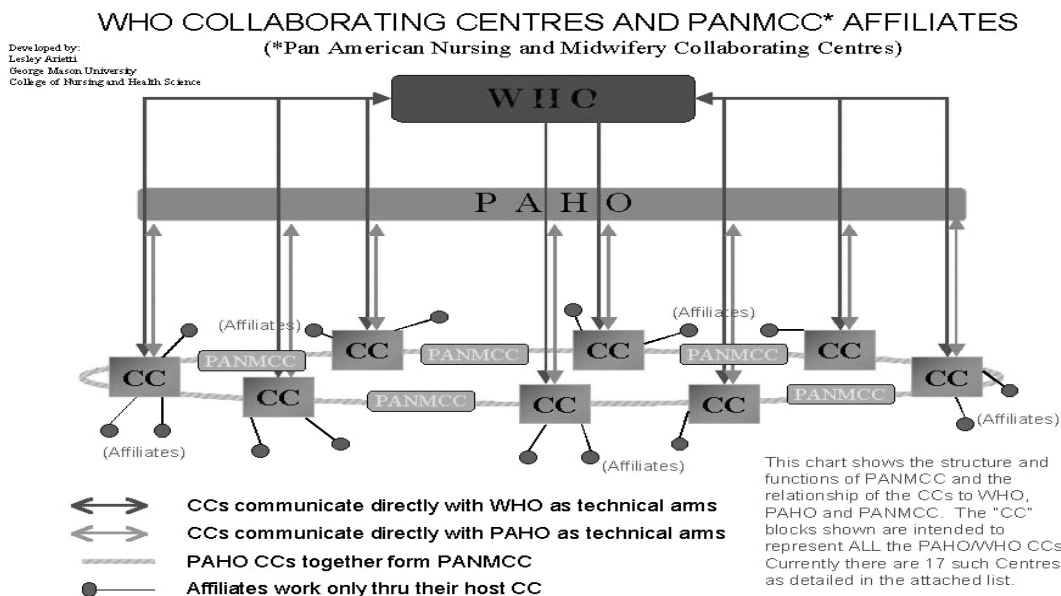 WHO COLLABORATING CENTRES AND PANMCC* AFFILIATES
(*Pan American Nursing and Midwifery Collaborating Centres)
Developed by:
Lesley Arietti
George Mason University
College of Nursing and Health Science
WHO
PAHO
(Affiliates)
(Affiliates)
CC
CC
CC
PANMCC
PANMCC
PANMCC
CC
CC
CC
CC
CC
PANMCC
PANMCC
(Affiliates)
(Affiliates)
(Affiliates)
CCs communicate directly with WHO as technical arms
CCs communicate directly with PAHO as technical arms
PAHO CCs together form PANMCC
Affiliates work only thru their host CC
This chart shows the structure and
functions of PANMCC and the
relationship of the CCs to WHO,
PAHO and PANMCC. The "CC"
blocks shown are intended to
represent ALL the PAHO/WHO CCs
Currently there are 17 such Centres
as detailed in the attached list.